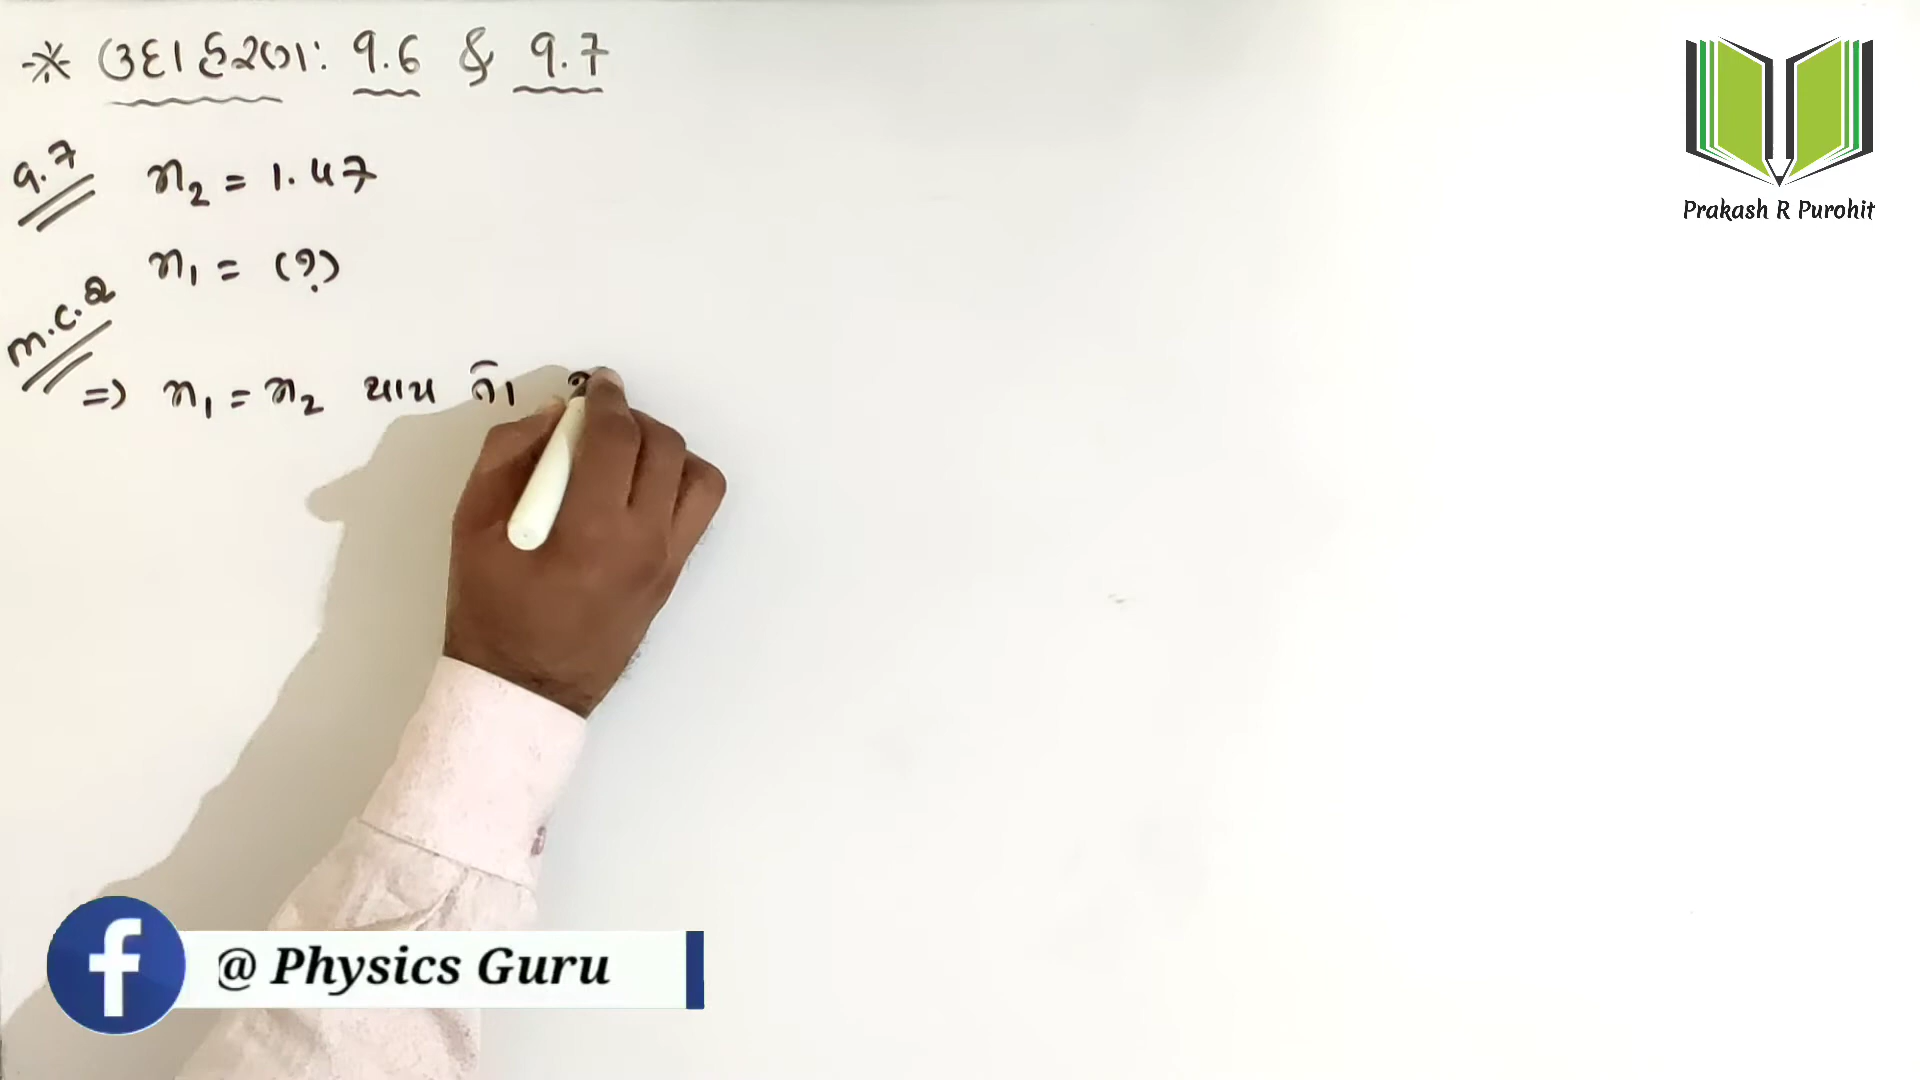 * ઉદાહરણ: 9.6 & 9.7
9.7 n₂ = 1.47
n₁ = (?)
M.C.Q
=> n₁ = n₂ થાય તો
Prakash R Purohit
@ Physics Guru